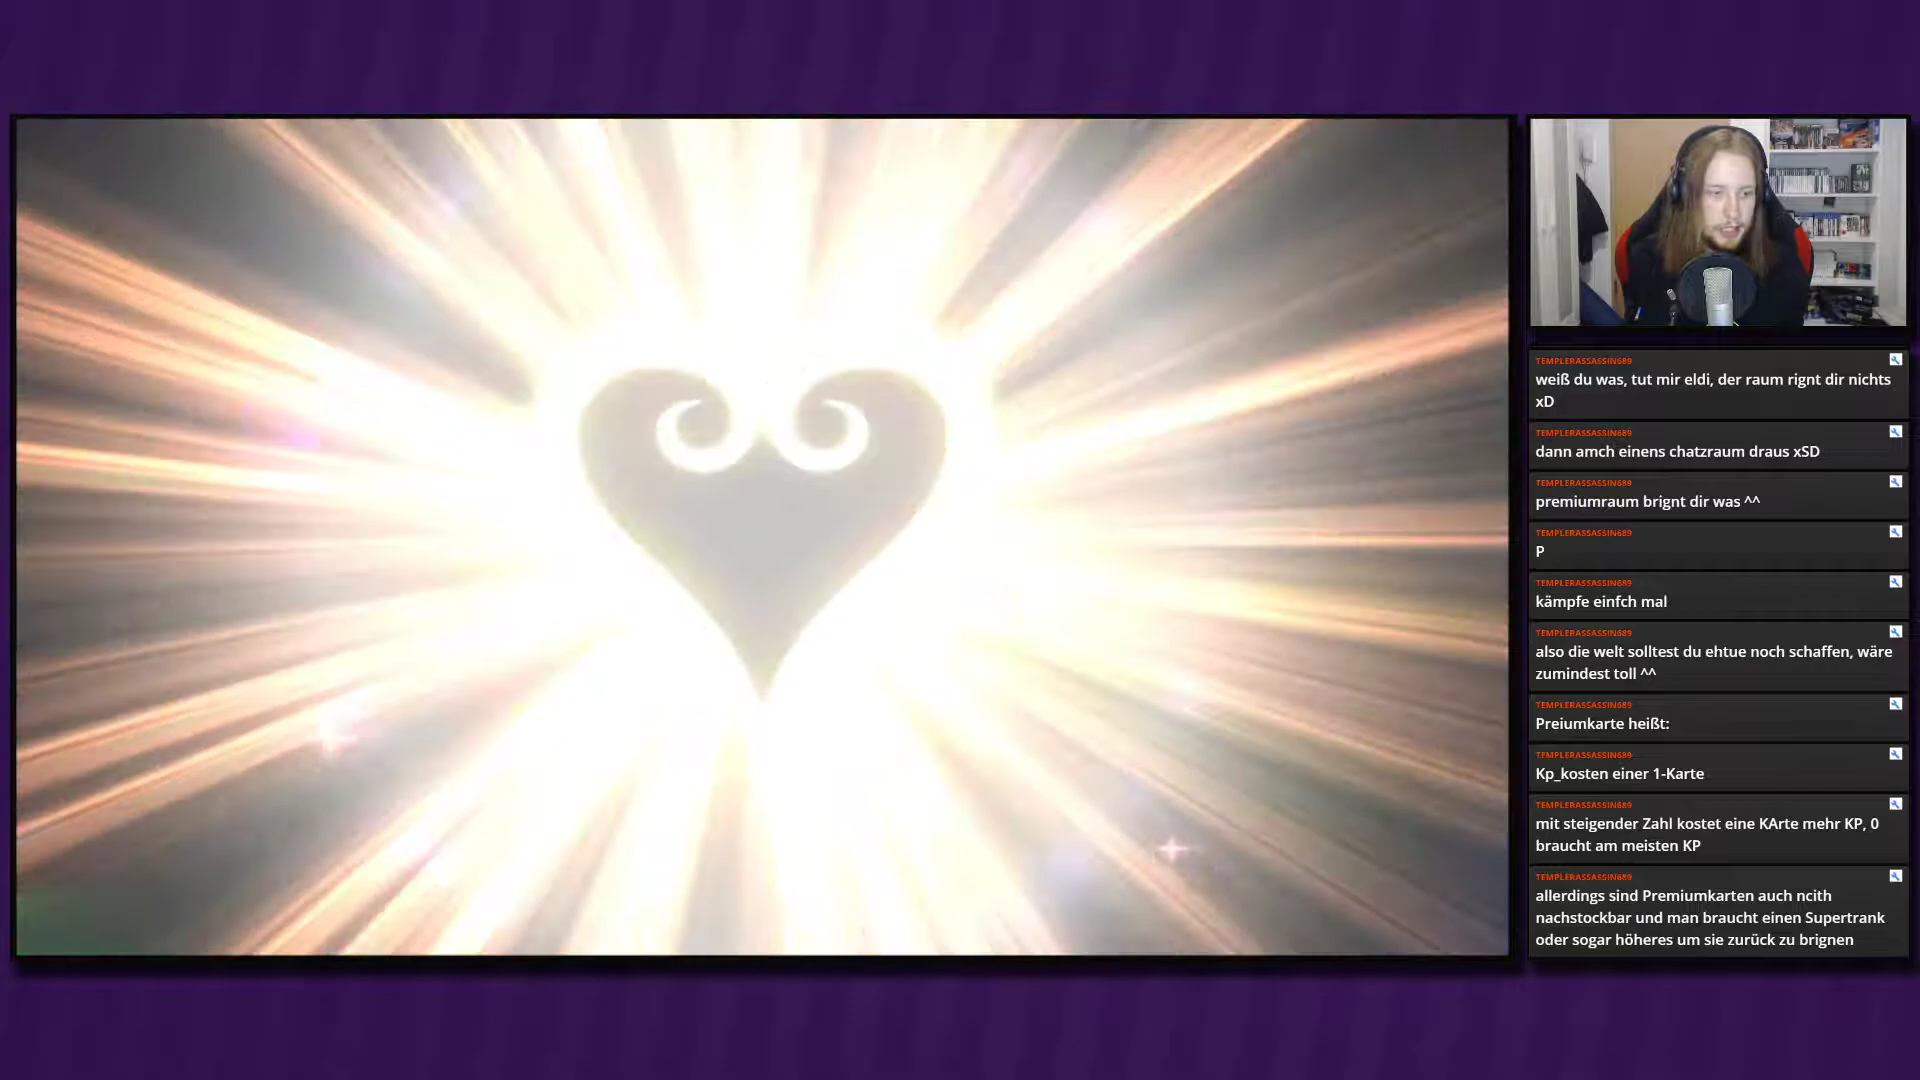 TEMPLERASSASSIN689
weiß du was, tut mir eldi, der raum rignt dir nichts
xD
TEMPLERASSASSIN689
dann amch einens chatzraum draus xSD
TEMPLERASSASSIN689
premiumraum brignt dir was ^^
TEMPLERASSASSIN689
P
TEMPLERASSASSIN689
kämpfe einfch mal
TEMPLERASSASSIN689
also die welt solltest du ehtue noch schaffen, wäre
zumindest toll ^^
TEMPLERASSASSIN689
Preiumkarte heißt:
TEMPLERASSASSIN689
Kp_kosten einer 1-Karte
TEMPLERASSASSIN689
mit steigender Zahl kostet eine KArte mehr KP, 0
braucht am meisten KP
TEMPLERASSASSIN689
allerdings sind Premiumkarten auch ncith
nachstockbar und man braucht einen Supertrank
oder sogar höheres um sie zurück zu brignen